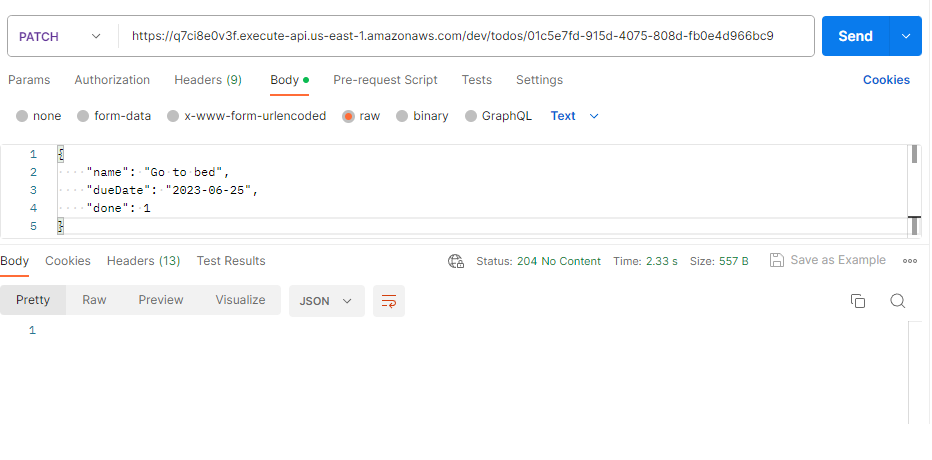 PATCH https://q7ci8e0v3f.execute-api.us-east-1.amazonaws.com/dev/todos/01c5e7fd-915d-4075-808d-fb0e4d966bc9 Send
Params Authorization Headers (9) Body Pre-request Script Tests Settings Cookies
none form-data x-www-form-urlencoded raw binary GraphQL Text
1 {
2 "name": "Go to bed",
3 "dueDate": "2023-06-25",
4 "done": 1
5 }
Body Cookies Headers (13) Test Results Status: 204 No Content Time: 2.33 s Size: 557 B Save as Example
Pretty Raw Preview Visualize JSON
1